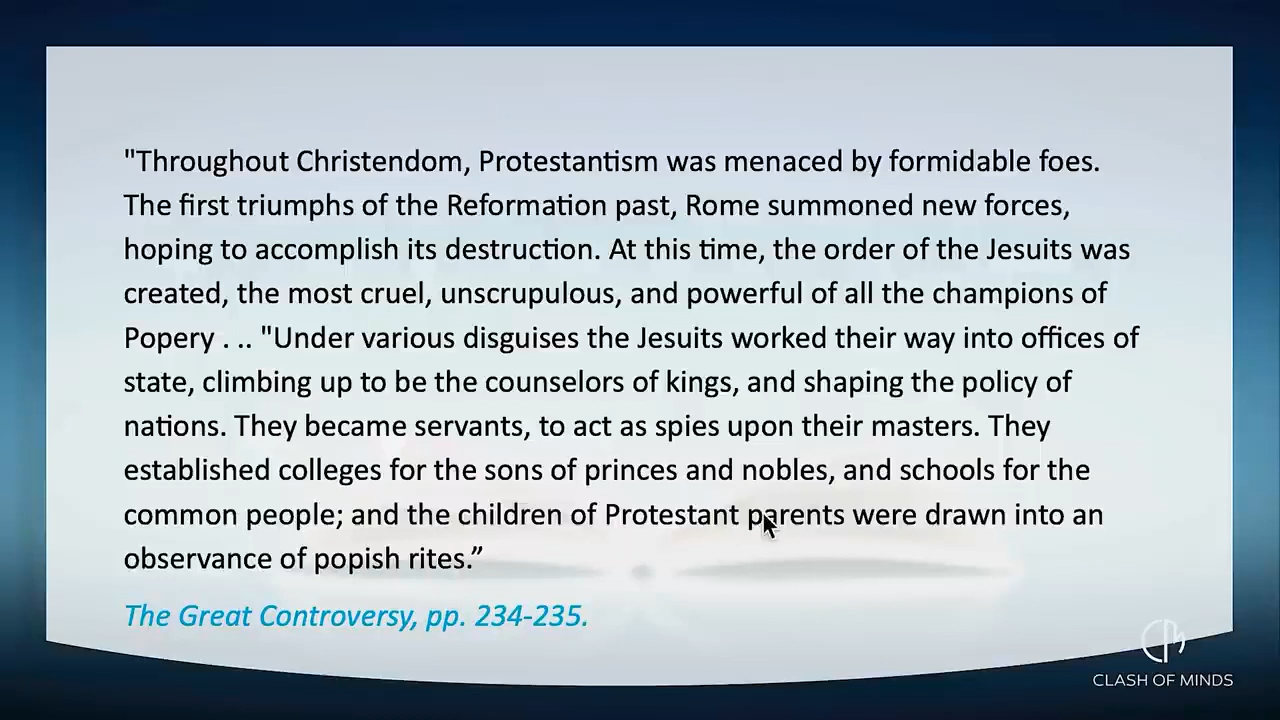 "Throughout Christendom, Protestantism was menaced by formidable foes.
The first triumphs of the Reformation past, Rome summoned new forces,
hoping to accomplish its destruction. At this time, the order of the Jesuits was
created, the most cruel, unscrupulous, and powerful of all the champions of
Popery . .. "Under various disguises the Jesuits worked their way into offices of
state, climbing up to be the counselors of kings, and shaping the policy of
nations. They became servants, to act as spies upon their masters. They
established colleges for the sons of princes and nobles, and schools for the
common people; and the children of Protestant parents were drawn into an
observance of popish rites.”
The Great Controversy, pp. 234-235.
CLASH OF MINDS